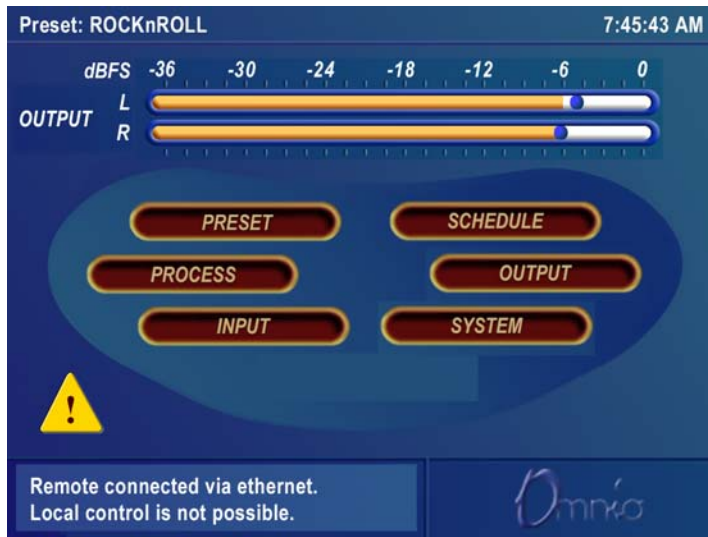 Preset: ROCKnROLL 7:45:43 AM
dBFS -36 -30 -24 -18 -12 -6 0
OUTPUT L
R
PRESET SCHEDULE
PROCESS OUTPUT
INPUT SYSTEM
!
Remote connected via ethernet.
Local control is not possible.
Omnia